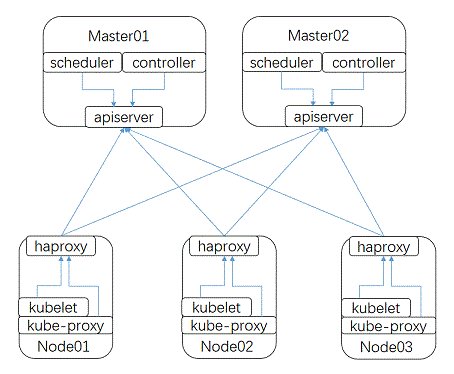 Master01
Master02
scheduler controller
scheduler controller
apiserver
apiserver
haproxy
haproxy
haproxy
kubelet
kubelet
kubelet
kube-proxy
kube-proxy
kube-proxy
Node01
Node02
Node03